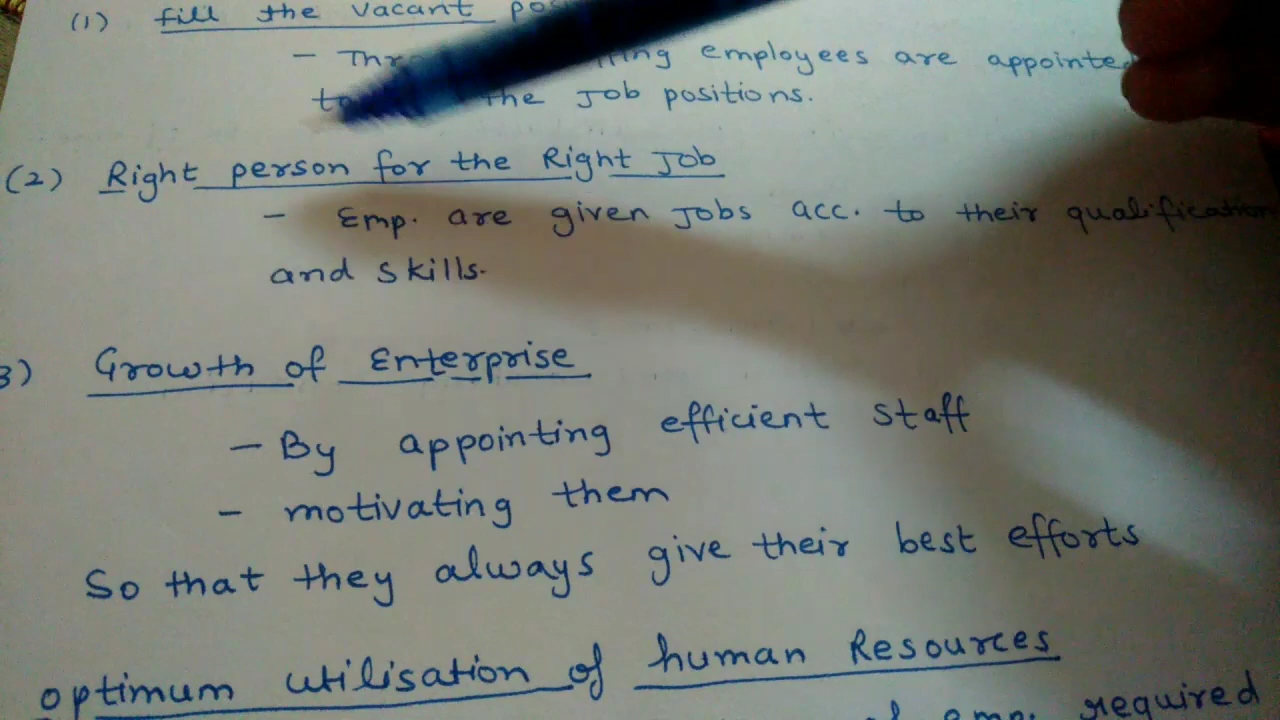 (1) fill the vacant
- employees are appointed
the Job positions.
(2) Right person for the Right Job
- Emp. are given Jobs acc. to their qualification
and skills.
3) Growth of Enterprise
- By appointing efficient staff
- motivating them
So that they always give their best efforts
optimum utilisation of human Resources
emp. required